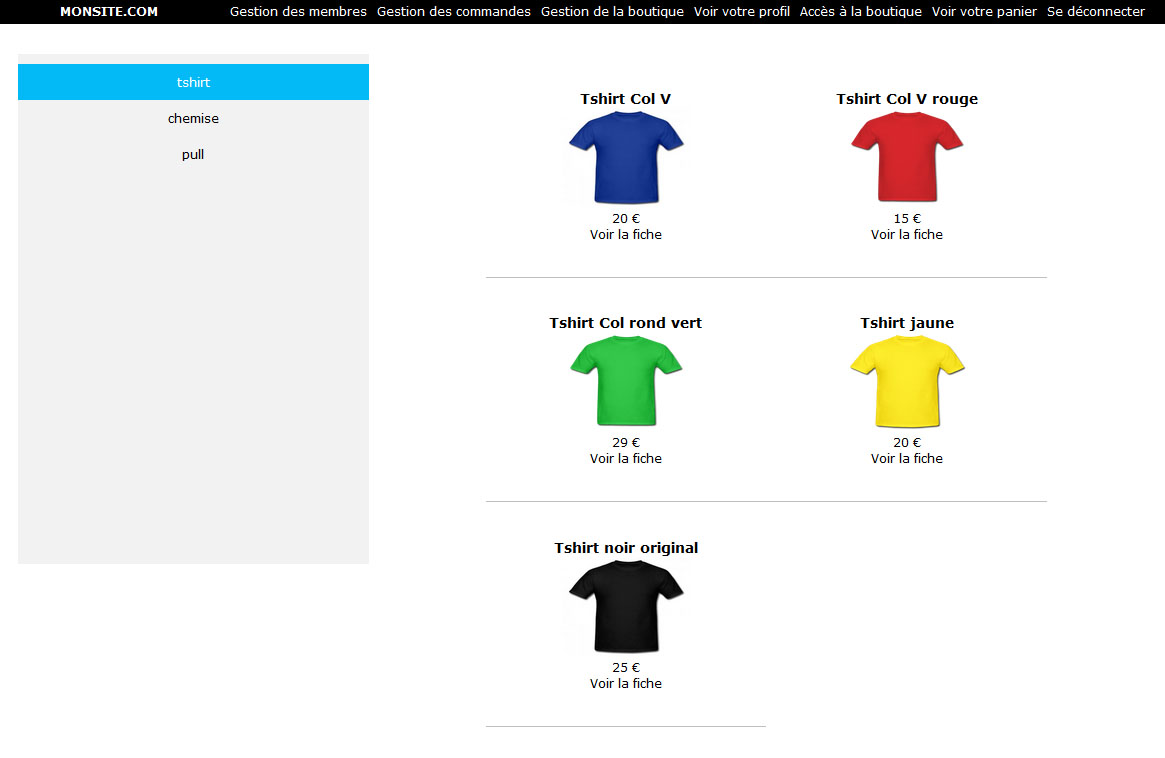 MONSITE.COM Gestion des membres Gestion des commandes Gestion de la boutique Voir votre profil Accès à la boutique Voir votre panier Se déconnecter
tshirt
chemise
pull
Tshirt Col V
20 €
Voir la fiche
Tshirt Col V rouge
15 €
Voir la fiche
Tshirt Col rond vert
29 €
Voir la fiche
Tshirt jaune
20 €
Voir la fiche
Tshirt noir original
25 €
Voir la fiche